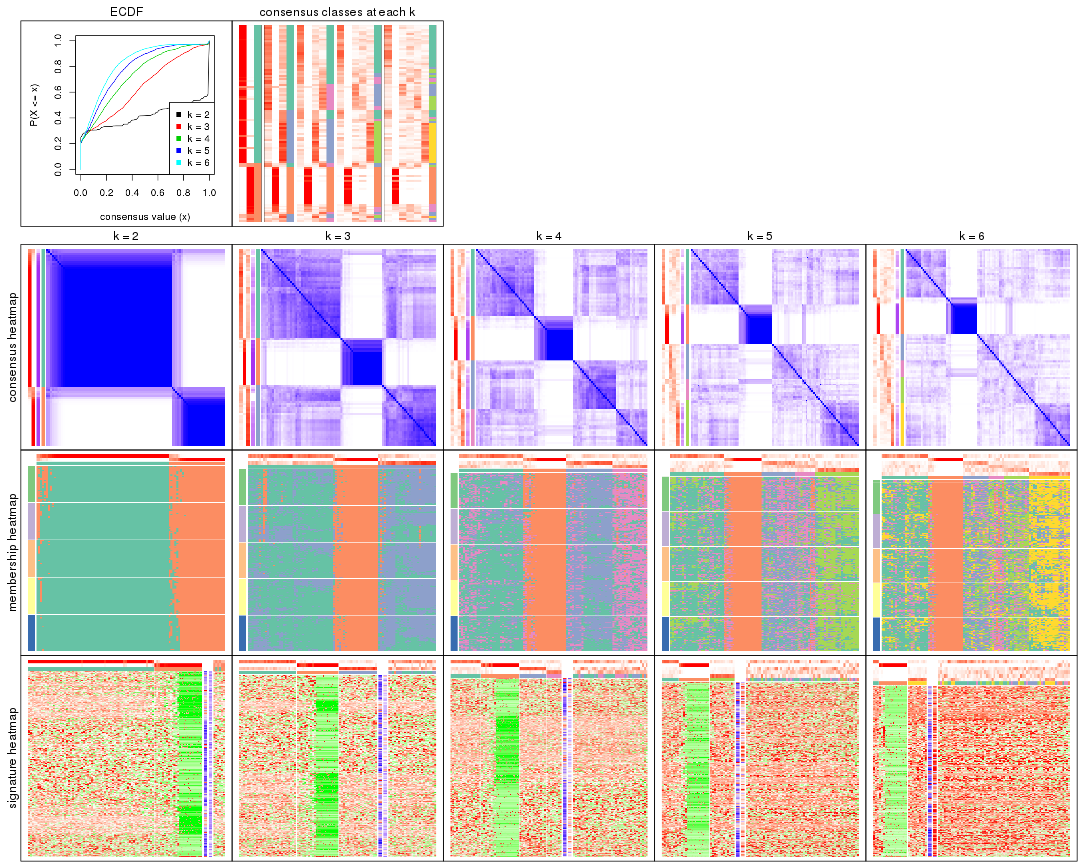 ECDF
consensus classes at each k
P(X <= x)
0.0 0.2 0.4 0.6 0.8 1.0
k = 2
k = 3
k = 4
k = 5
k = 6
0.0 0.2 0.4 0.6 0.8 1.0
consensus value (x)
k = 2
k = 3
k = 4
k = 5
k = 6
consensus heatmap
membership heatmap
signature heatmap